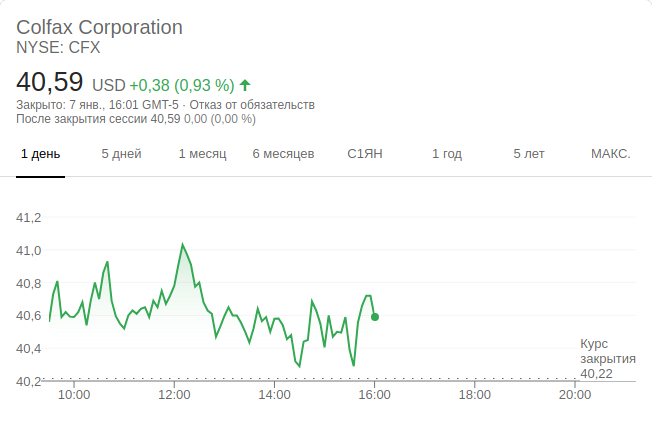 Colfax Corporation
NYSE: CFX
40,59 USD +0,38 (0,93 %)
Закрыто: 7 янв., 16:01 GMT-5 · Отказ от обязательств
После закрытия сессии 40,59 0,00 (0,00 %)
1 день 5 дней 1 месяц 6 месяцев С1ЯН 1 год 5 лет МАКС.
41,2
41,0
40,8
40,6
40,4
40,2
Курс
закрытия
40,22
10:00 12:00 14:00 16:00 18:00 20:00